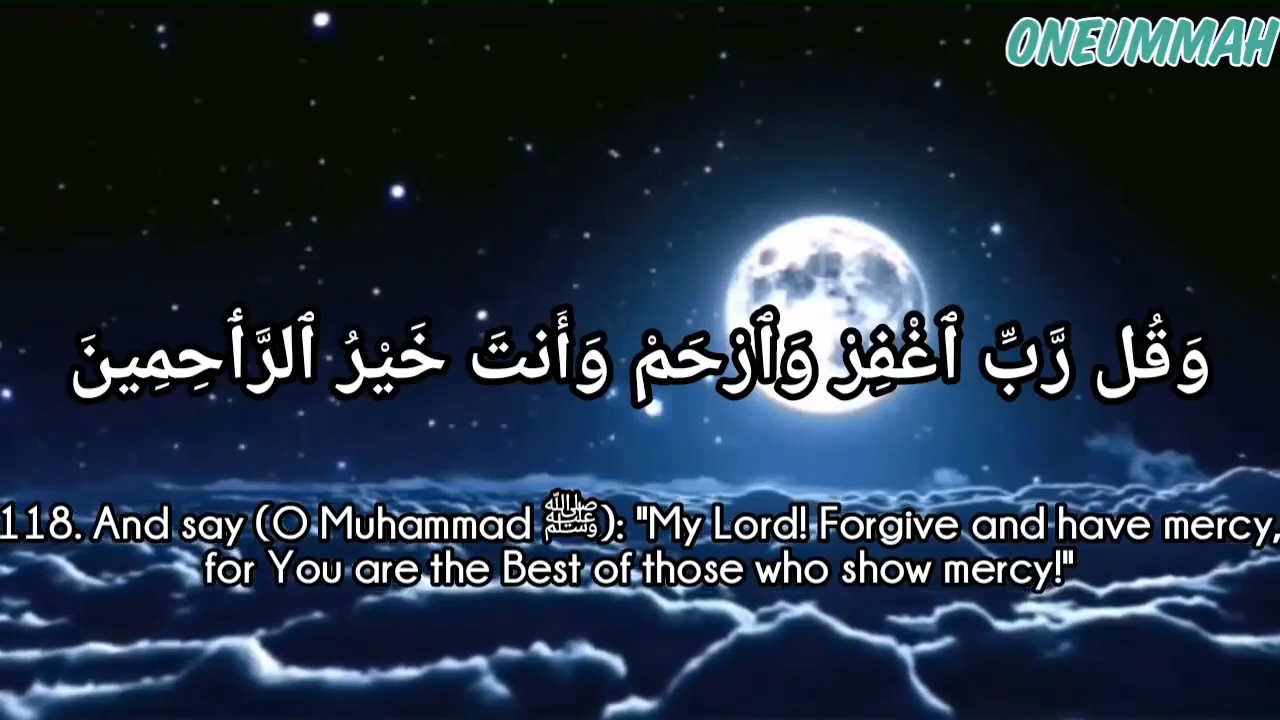 ONEUMMAH
وَقُل رَّبِّ ٱغْفِرْ وَٱرْحَمْ وَأَنتَ خَيْرُ ٱلرَّٲحِمِينَ
118. And say (O Muhammad ﷺ): "My Lord! Forgive and have mercy,
for You are the Best of those who show mercy!"